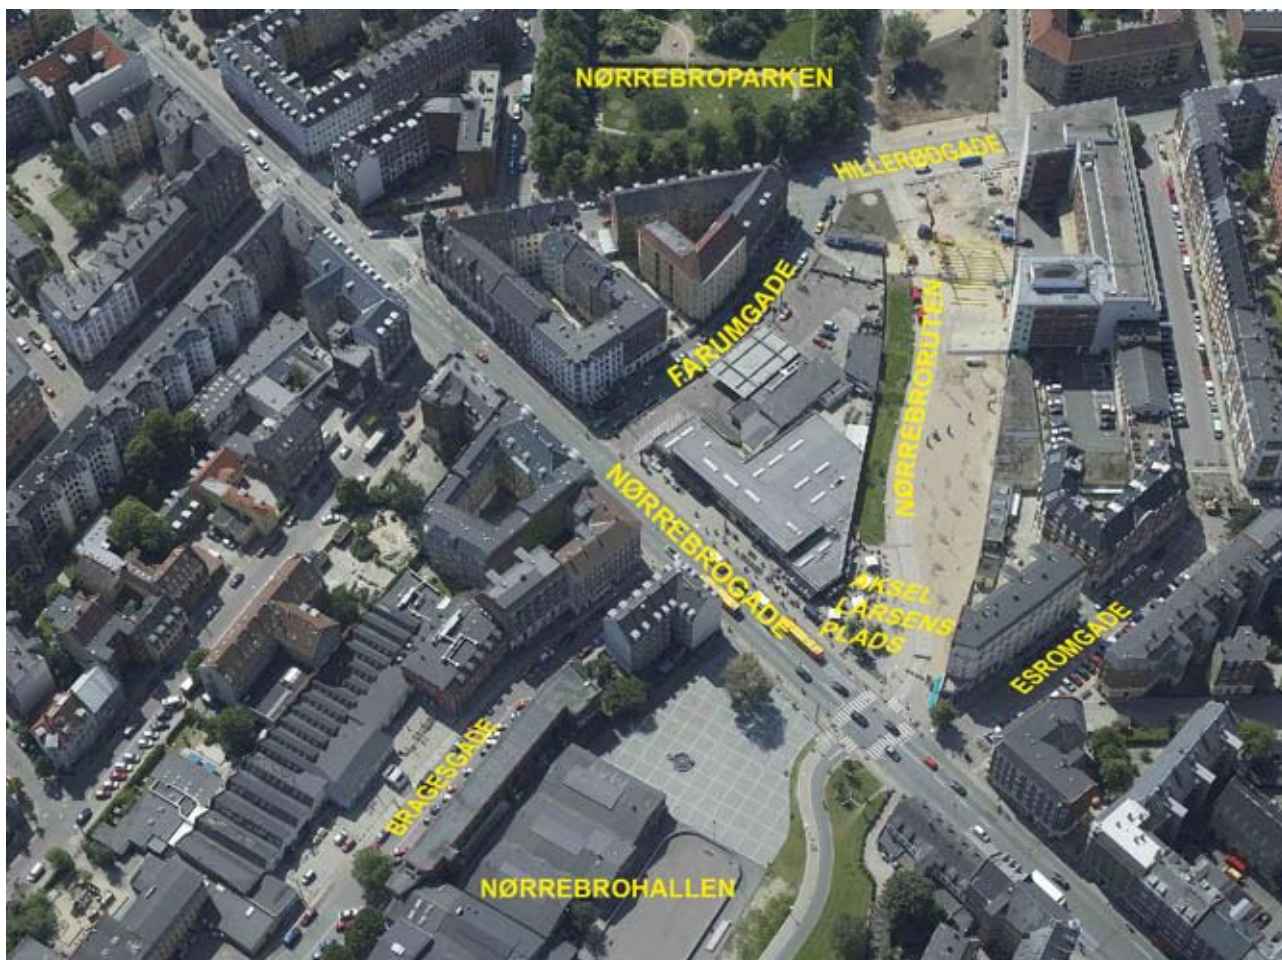 NØRREBROPARKEN
HILLERØDGADE
FARUMGADE
NØRREBRORUTEN
NØRREBROGADE
AKSEL
LARSENS
PLADS
ESROMGADE
BRAGESGADE
NØRREBROHALLEN